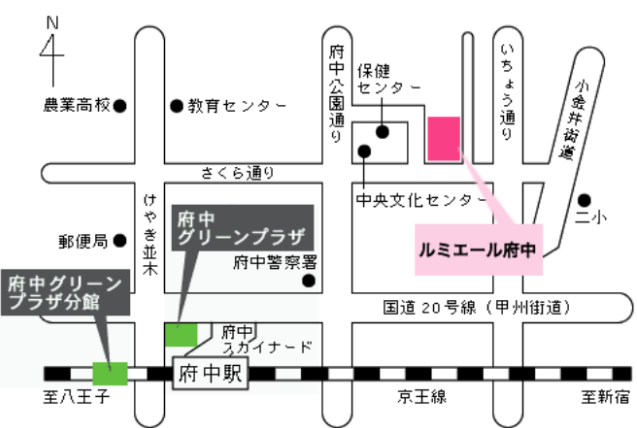 N
農業高校
教育センター
府中公園通り
保健
センター
いちょう通り
小金井街道
さくら通り
中央文化センター
二小
けやき並木
郵便局
府中
グリーンプラザ
ルミエール府中
府中警察署
府中グリーン
プラザ分館
国道20号線（甲州街道）
府中
スカイナード
府中駅
至八王子
京王線
至新宿